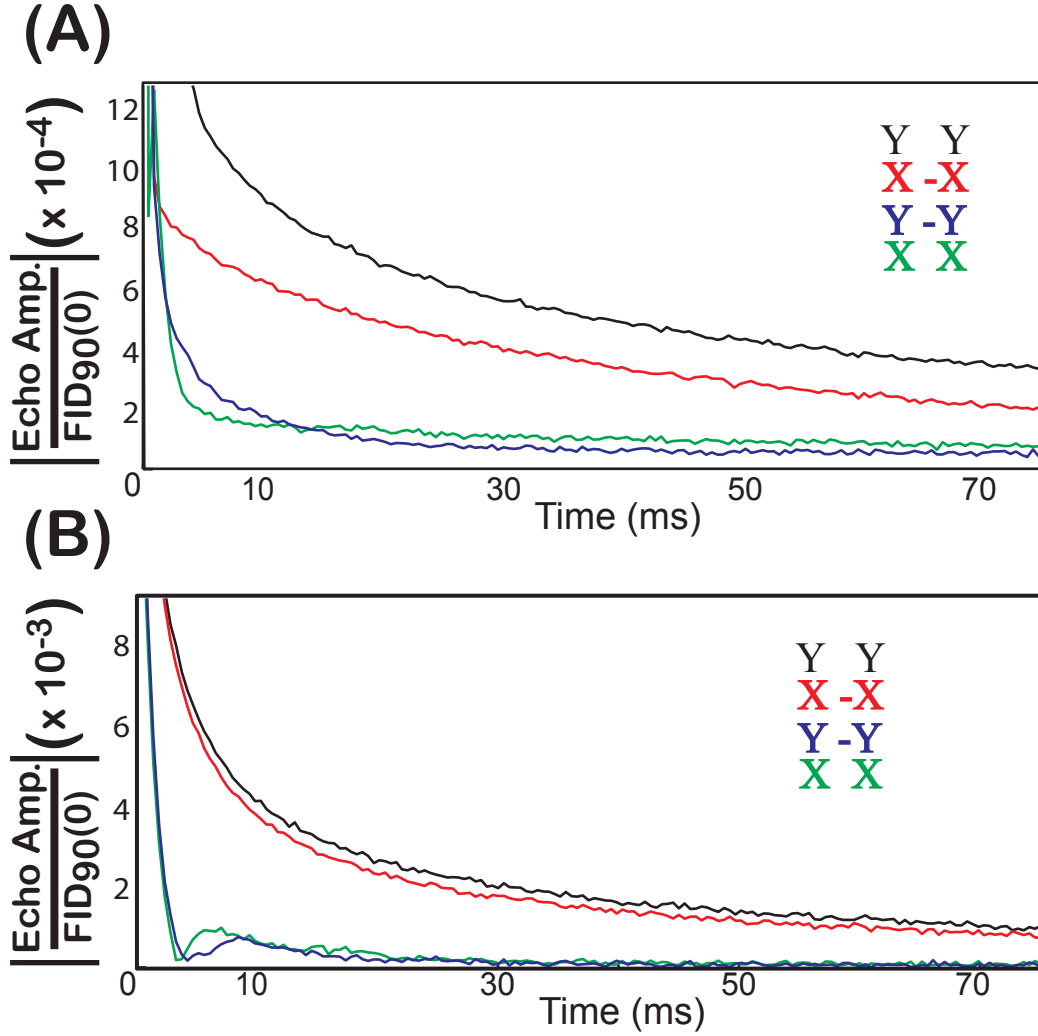 (A)
|Echo Amp./FID90(0)| (x 10-4)
12
10
8
6
4
2
0
10
30
50
70
Time (ms)
Y Y
X -X
Y -Y
X X
(B)
|Echo Amp./FID90(0)| (x 10-3)
8
6
4
2
0
10
30
50
70
Time (ms)
Y Y
X -X
Y -Y
X X